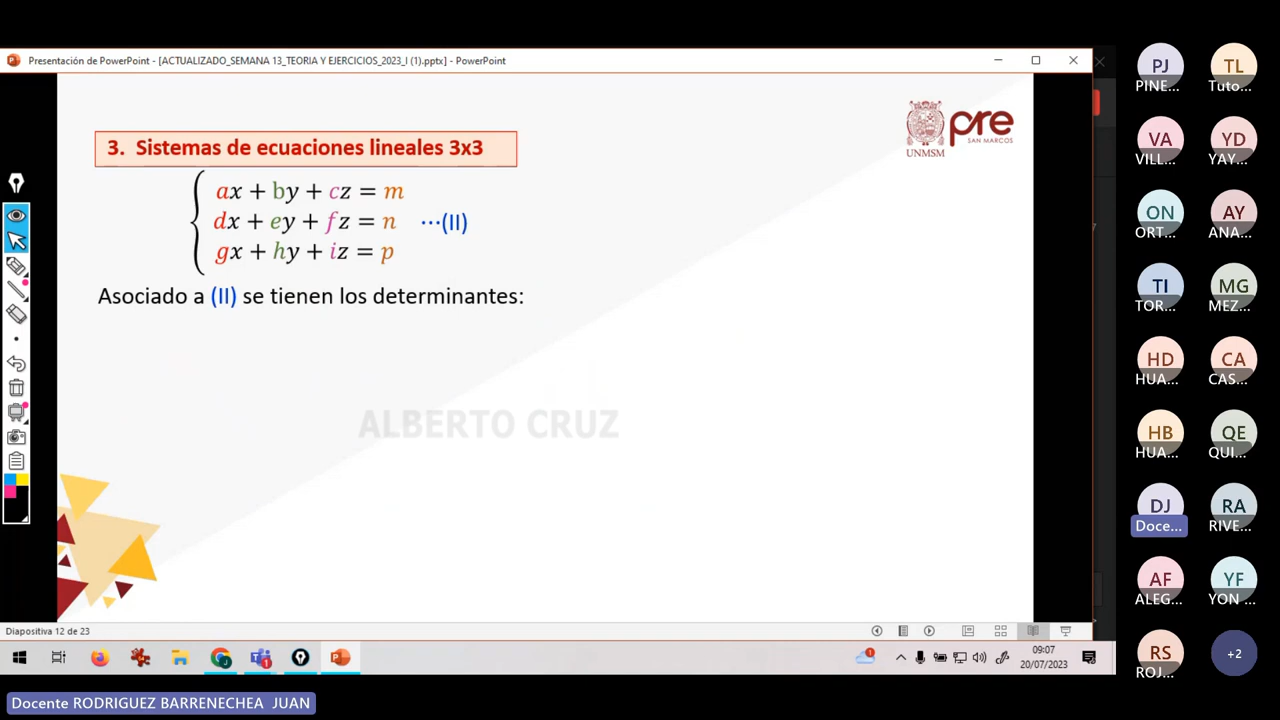 Presentación de PowerPoint - [ACTUALIZADO_SEMANA 13_TEORIA Y EJERCICIOS_2023_I (1).pptx] - PowerPoint
pre
SAN MARCOS
UNMSM
3. Sistemas de ecuaciones lineales 3x3
ax + by + cz = m
dx + ey + fz = n ⋯(II)
gx + hy + iz = p
Asociado a (II) se tienen los determinantes:
ALBERTO CRUZ
Diapositiva 12 de 23
09:07
20/07/2023
PJ TL
PINE... Tuto...
VA YD
VILL... YAY...
ON AY
ORT... ANA...
TI MG
TOR... MEZ...
HD CA
HUA... CAS...
HB QE
HUA... QUI...
DJ RA
Doce... RIVE...
AF YF
ALEG... YON ...
RS +2
ROJ...
Docente RODRIGUEZ BARRENECHEA JUAN